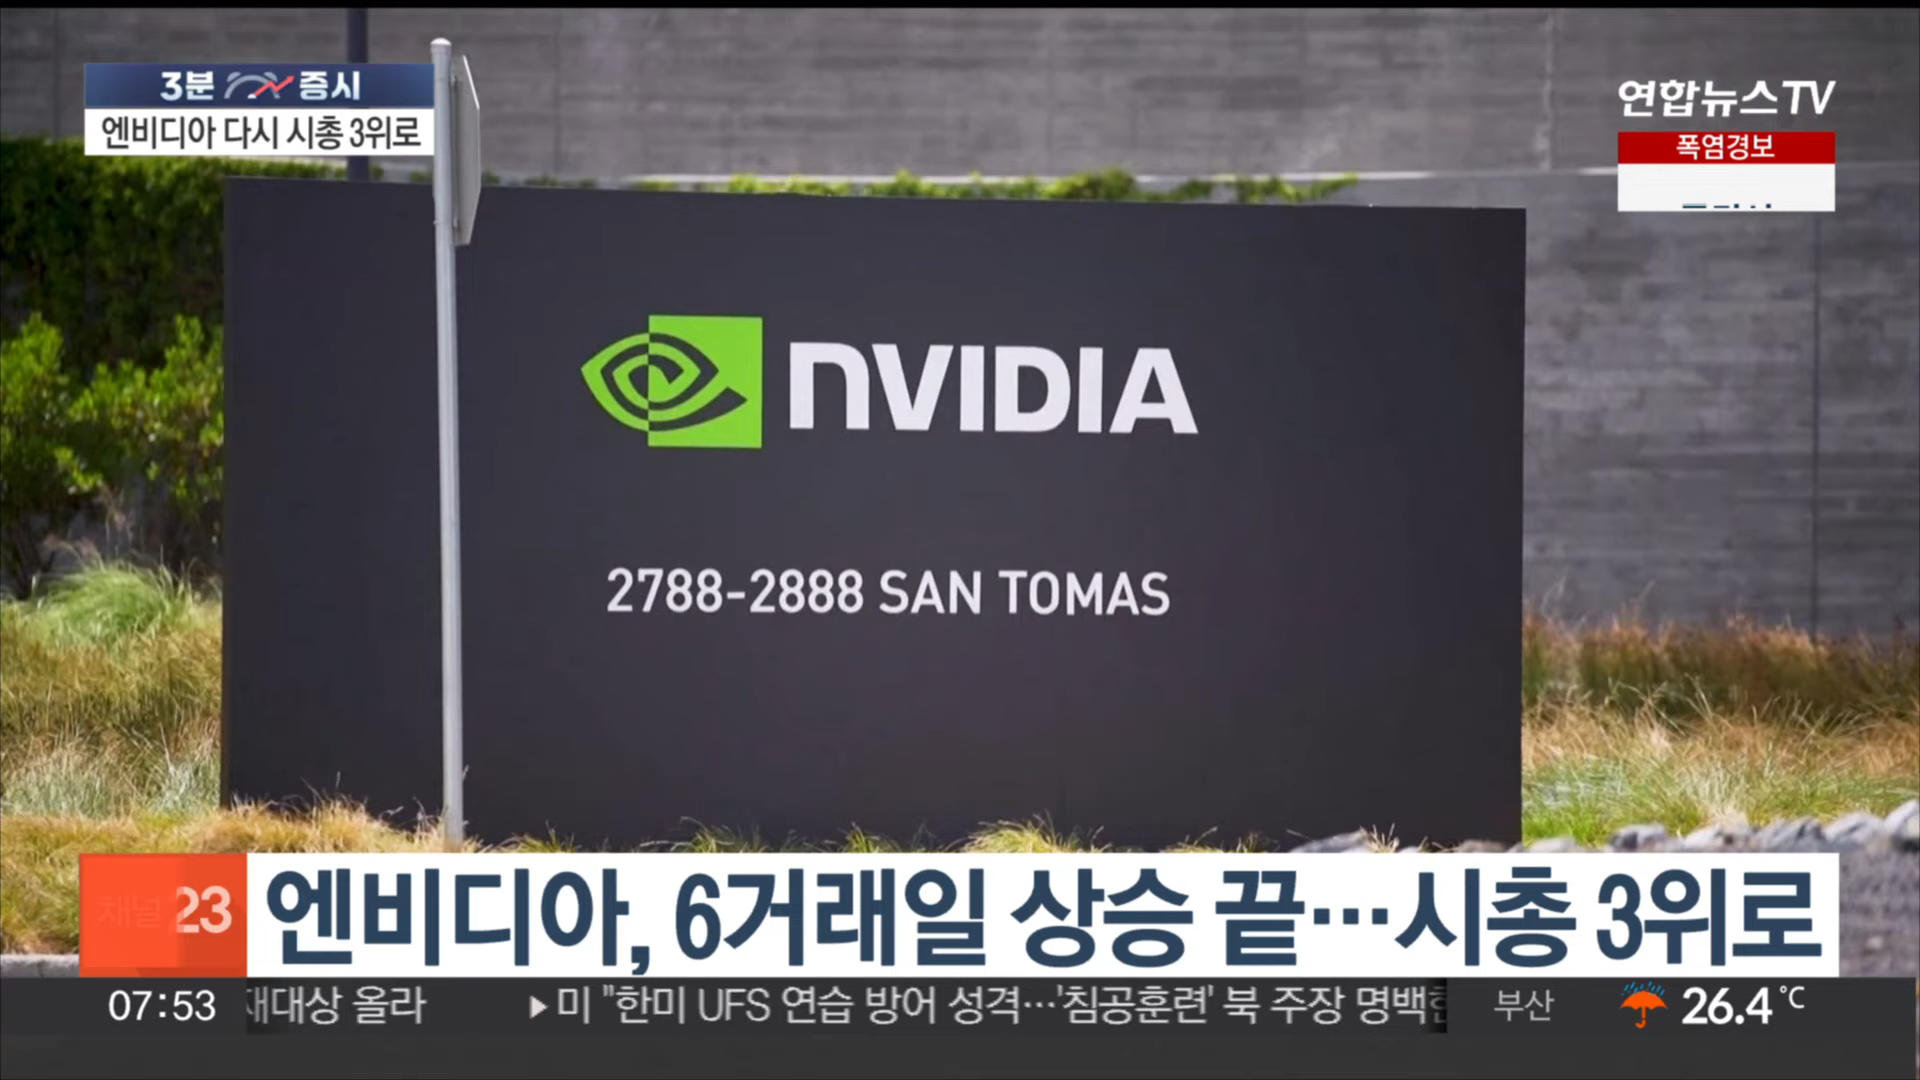 3분 증시
엔비디아 다시 시총 3위로
연합뉴스TV
폭염경보
NVIDIA
2788-2888 SAN TOMAS
채널 23
엔비디아, 6거래일 상승 끝…시총 3위로
07:53
재대상 올라 ▶미 "한미 UFS 연습 방어 성격…'침공훈련' 북 주장 명백
부산
26.4℃